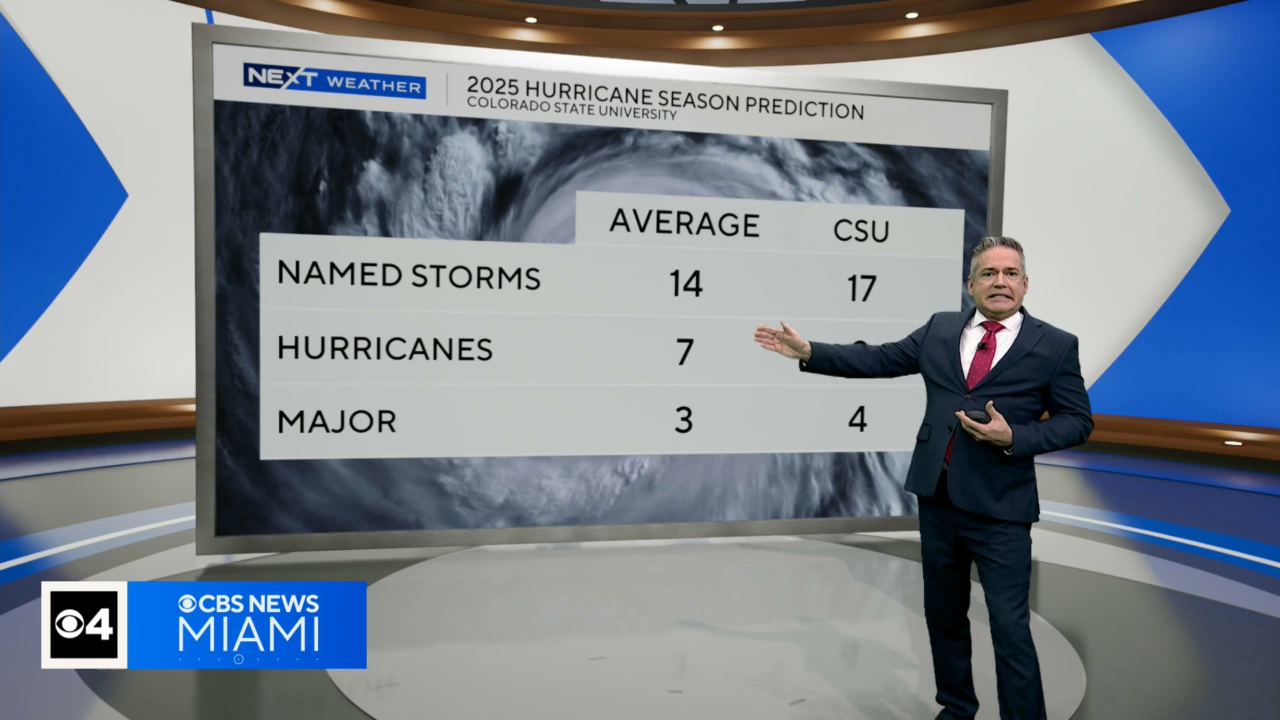 NEXT WEATHER
2025 HURRICANE SEASON PREDICTION
COLORADO STATE UNIVERSITY
AVERAGE CSU
NAMED STORMS 14 17
HURRICANES 7
MAJOR 3 4
4
CBS NEWS
MIAMI